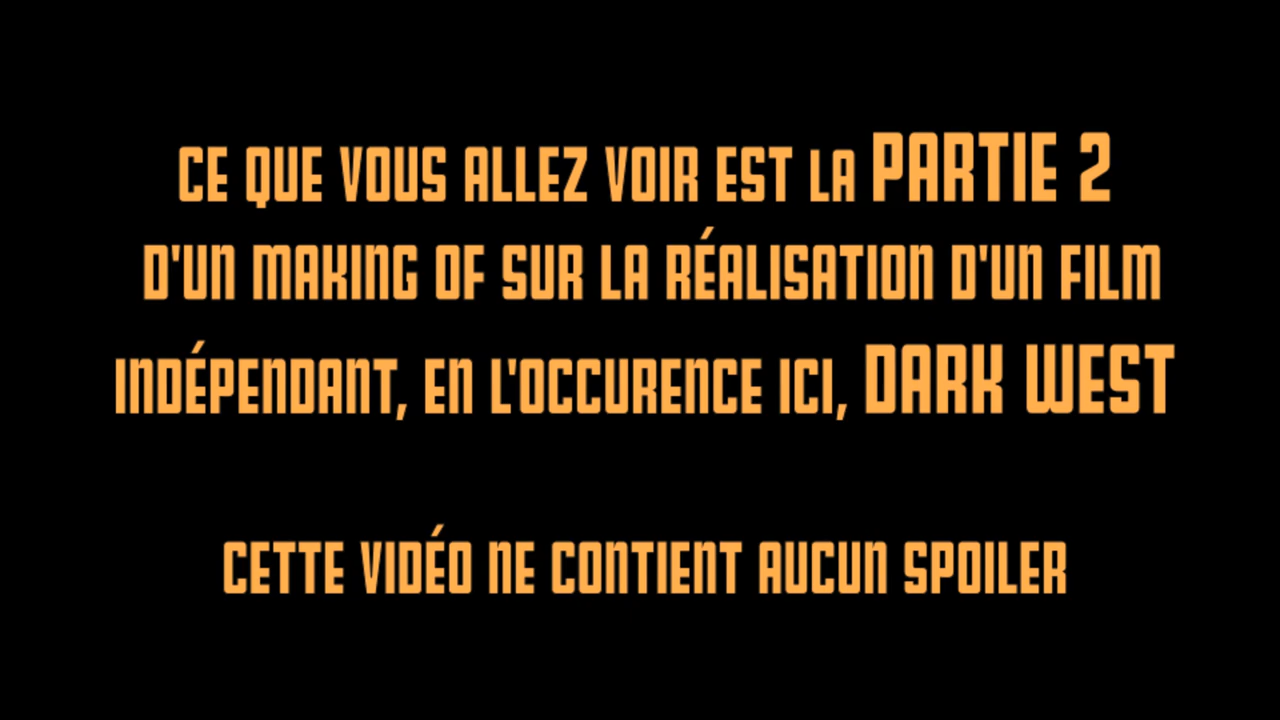 CE QUE VOUS ALLEZ VOIR EST LA PARTIE 2
D'UN MAKING OF SUR LA RÉALISATION D'UN FILM
INDÉPENDANT, EN L'OCCURENCE ICI, DARK WEST
CETTE VIDÉO NE CONTIENT AUCUN SPOILER